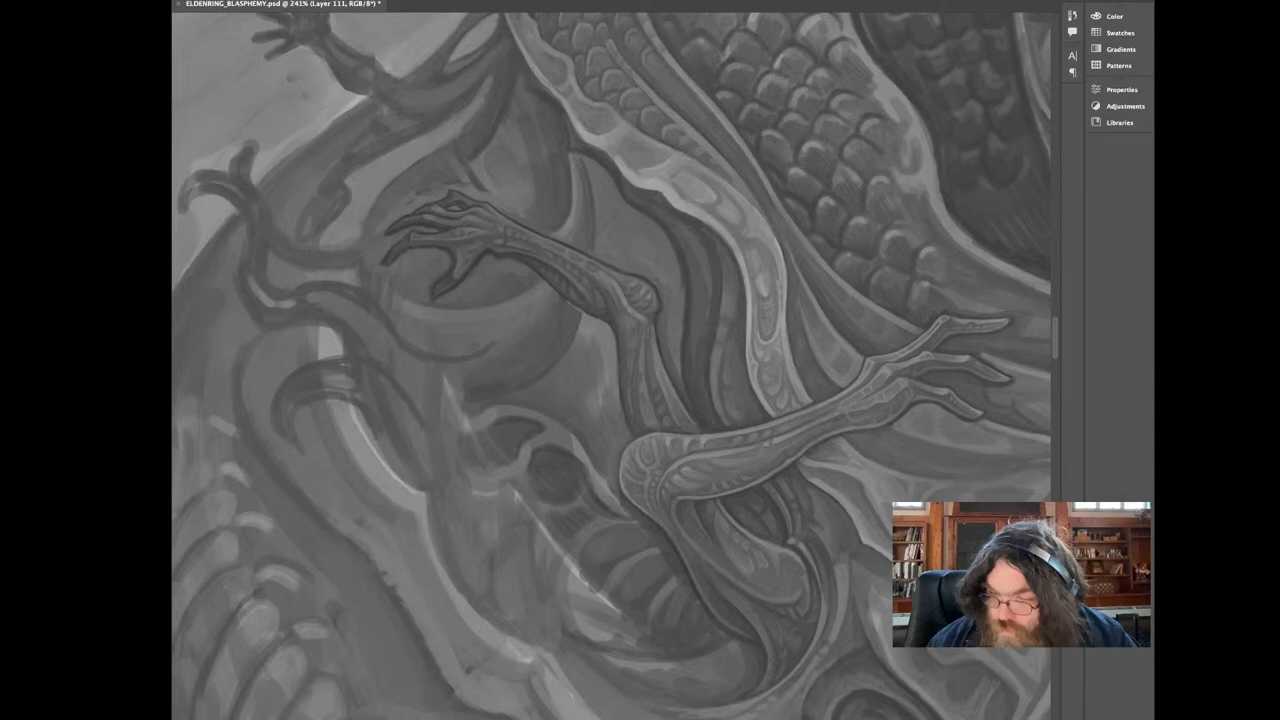 ELDENRING_BLASPHEMY.psd @ 241% (Layer 111, RGB/8*) *
Color
Swatches
Gradients
Patterns
Properties
Adjustments
Libraries